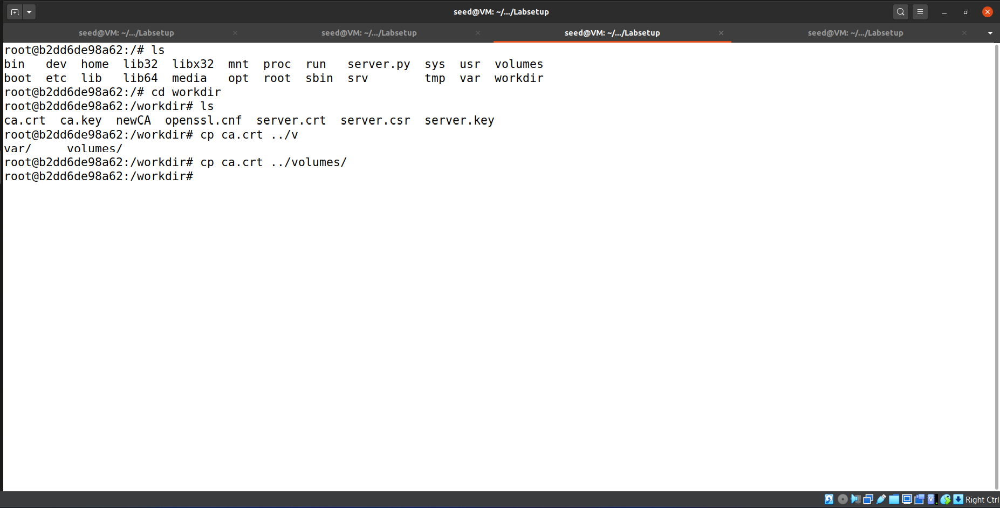 seed@VM: ~/.../Labsetup
seed@VM: ~/.../Labsetup seed@VM: ~/.../Labsetup seed@VM: ~/.../Labsetup seed@VM: ~/.../Labsetup
root@b2dd6de98a62:/# ls
bin   dev  home  lib32  libx32  mnt  proc  run   server.py  sys  usr  volumes
boot  etc  lib   lib64  media   opt  root  sbin  srv        tmp  var  workdir
root@b2dd6de98a62:/# cd workdir
root@b2dd6de98a62:/workdir# ls
ca.crt  ca.key  newCA  openssl.cnf  server.crt  server.csr  server.key
root@b2dd6de98a62:/workdir# cp ca.crt ../v
var/     volumes/
root@b2dd6de98a62:/workdir# cp ca.crt ../volumes/
root@b2dd6de98a62:/workdir#
Right Ctrl